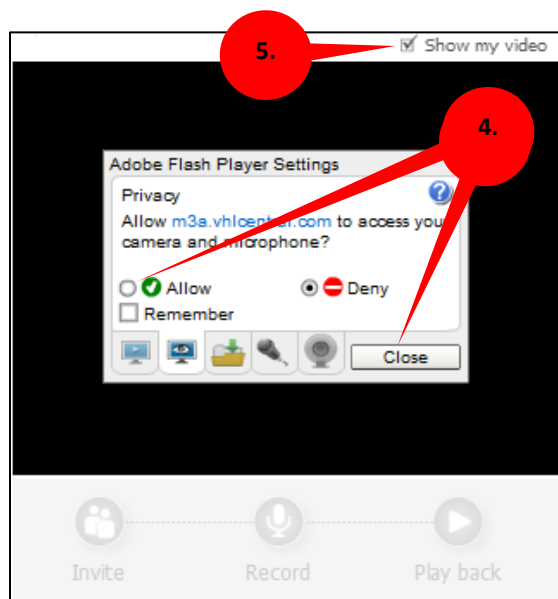 5.
Show my video
4.
Adobe Flash Player Settings
Privacy
Allow m3a.vhlcentral.com to access your
camera and microphone?
Allow
Deny
Remember
Close
Invite
Record
Play back